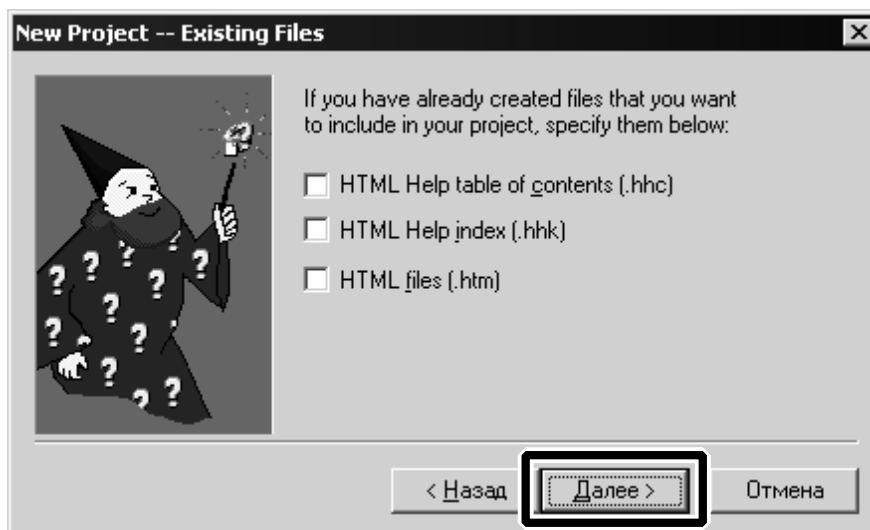 New Project -- Existing Files
If you have already created files that you want
to include in your project, specify them below:
HTML Help table of contents (.hhc)
HTML Help index (.hhk)
HTML files (.htm)
< Назад
Далее >
Отмена